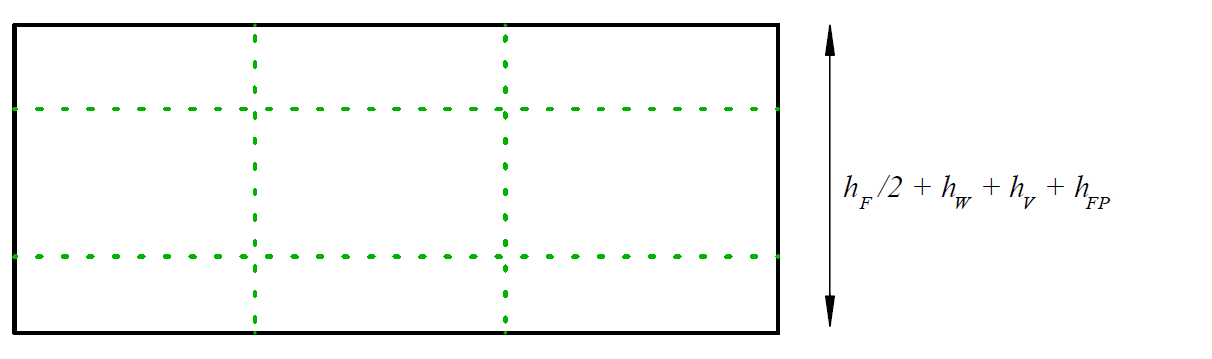 h_F/2 + h_W + h_V + h_FP